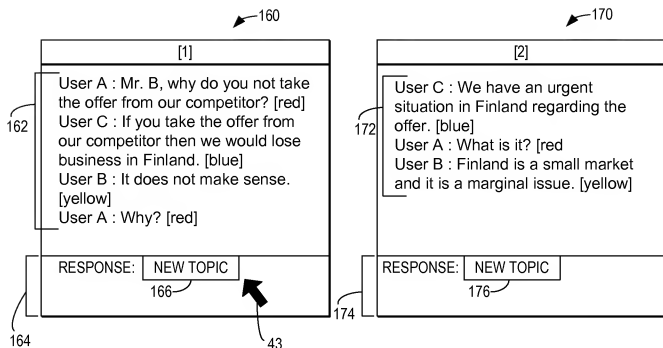 160
170
[1]
[2]
162
User A : Mr. B, why do you not take
the offer from our competitor? [red]
User C : If you take the offer from
our competitor then we would lose
business in Finland. [blue]
User B : It does not make sense.
[yellow]
User A : Why? [red]
172
User C : We have an urgent
situation in Finland regarding the
offer. [blue]
User A : What is it? [red
User B : Finland is a small market
and it is a marginal issue. [yellow]
RESPONSE: NEW TOPIC
166
164
43
RESPONSE: NEW TOPIC
176
174